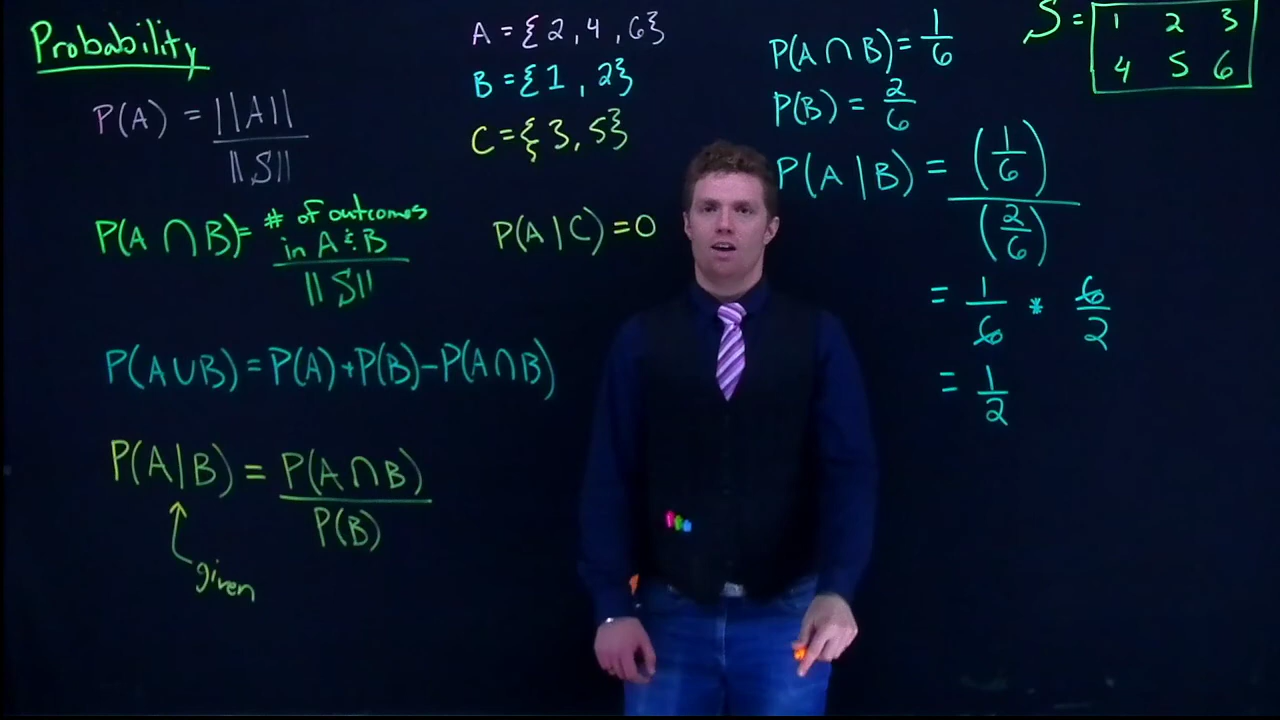 Probability
P(A) = ||A||
||S||
P(A ∩ B)= # of outcomes
in A & B
||S||
P(A∪B) = P(A)+P(B)-P(A∩B)
P(A|B) = P(A∩B)
P(B)
given
A = {2, 4, 6}
B = {1, 2}
C = {3, 5}
P(A|C) = 0
P(A ∩ B) = 1/6
P(B) = 2/6
P(A|B) = (1/6)
(2/6)
= 1/6 * 6/2
= 1/2
S = 1 2 3
4 5 6